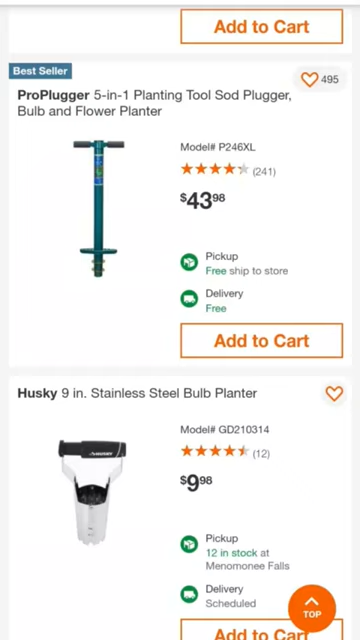 Add to Cart
Best Seller
495
ProPlugger 5-in-1 Planting Tool Sod Plugger,
Bulb and Flower Planter
Model# P246XL
(241)
$43 98
Pickup
Free ship to store
Delivery
Free
Add to Cart
Husky 9 in. Stainless Steel Bulb Planter
Model# GD210314
(12)
HUSKY
$9 98
Pickup
12 in stock at
Menomonee Falls
Delivery
Scheduled
TOP
Add to Cart